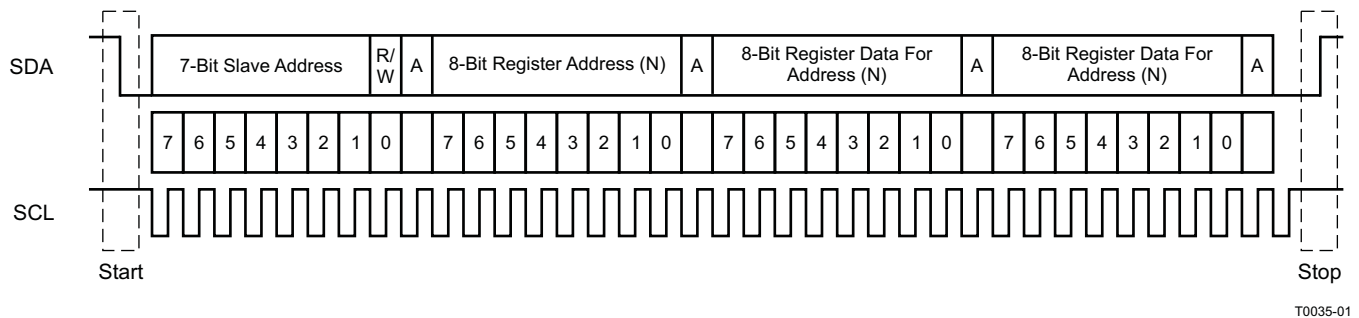 SDA
7-Bit Slave Address
R/
W
A
8-Bit Register Address (N)
A
8-Bit Register Data For
Address (N)
A
8-Bit Register Data For
Address (N)
A
7 6 5 4 3 2 1 0 7 6 5 4 3 2 1 0 7 6 5 4 3 2 1 0 7 6 5 4 3 2 1 0
SCL
Start
Stop
T0035-01